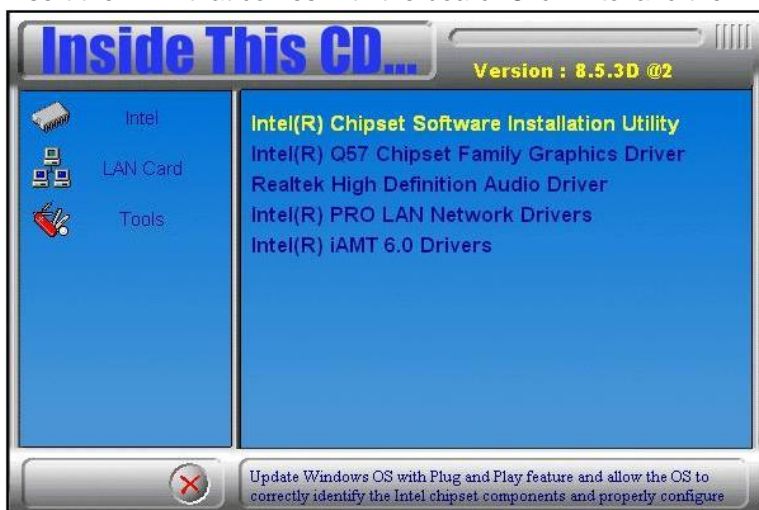 Inside This CD...
Version : 8.5.3D @2
Intel
LAN Card
Tools
Intel(R) Chipset Software Installation Utility
Intel(R) Q57 Chipset Family Graphics Driver
Realtek High Definition Audio Driver
Intel(R) PRO LAN Network Drivers
Intel(R) iAMT 6.0 Drivers
Update Windows OS with Plug and Play feature and allow the OS to
correctly identify the Intel chipset components and properly configure